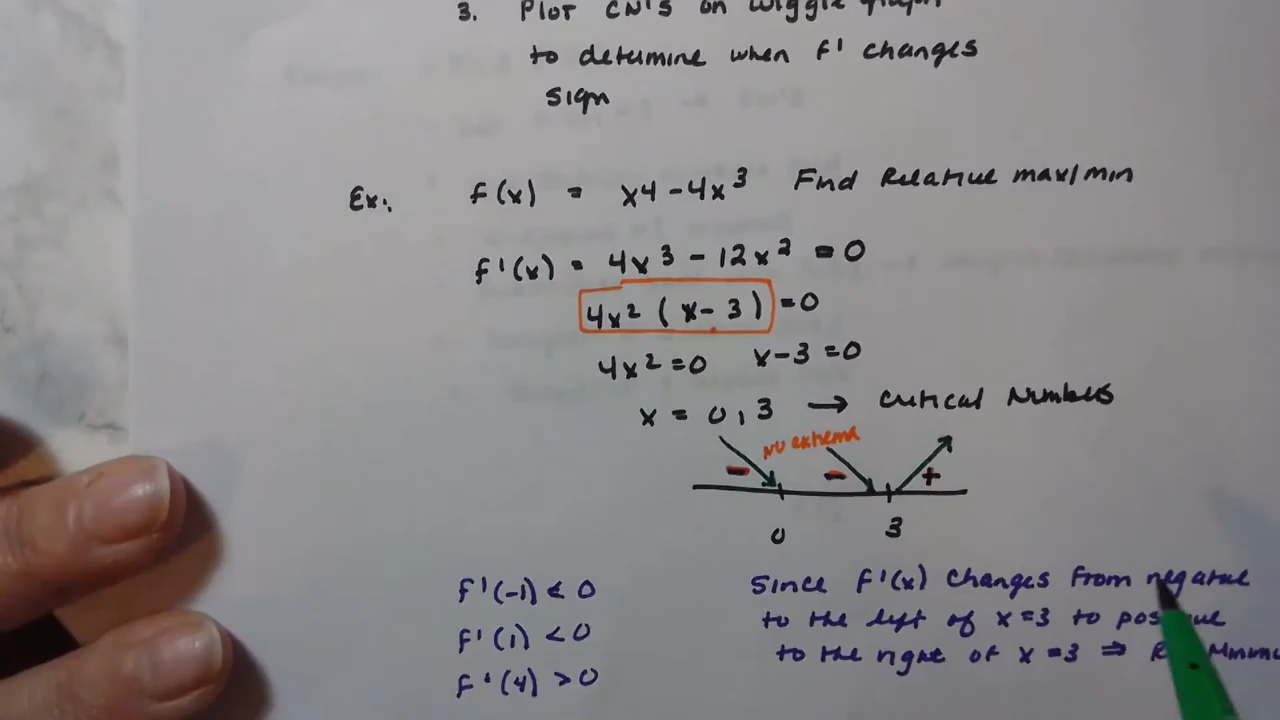 3. Plot CN's on wiggle graph
to determine when f' changes
sign
Ex: f(x) = x4 - 4x³ Find Relative max/min
f'(x) = 4x³ - 12x² = 0
4x² (x - 3) = 0
4x² = 0 x - 3 = 0
x = 0, 3 → Critical Numbers
No extrema
- - +
0 3
f'(-1) < 0
f'(1) < 0
f'(4) > 0
Since f'(x) changes from negative
to the left of x = 3 to positive
to the right of x = 3 ⇒